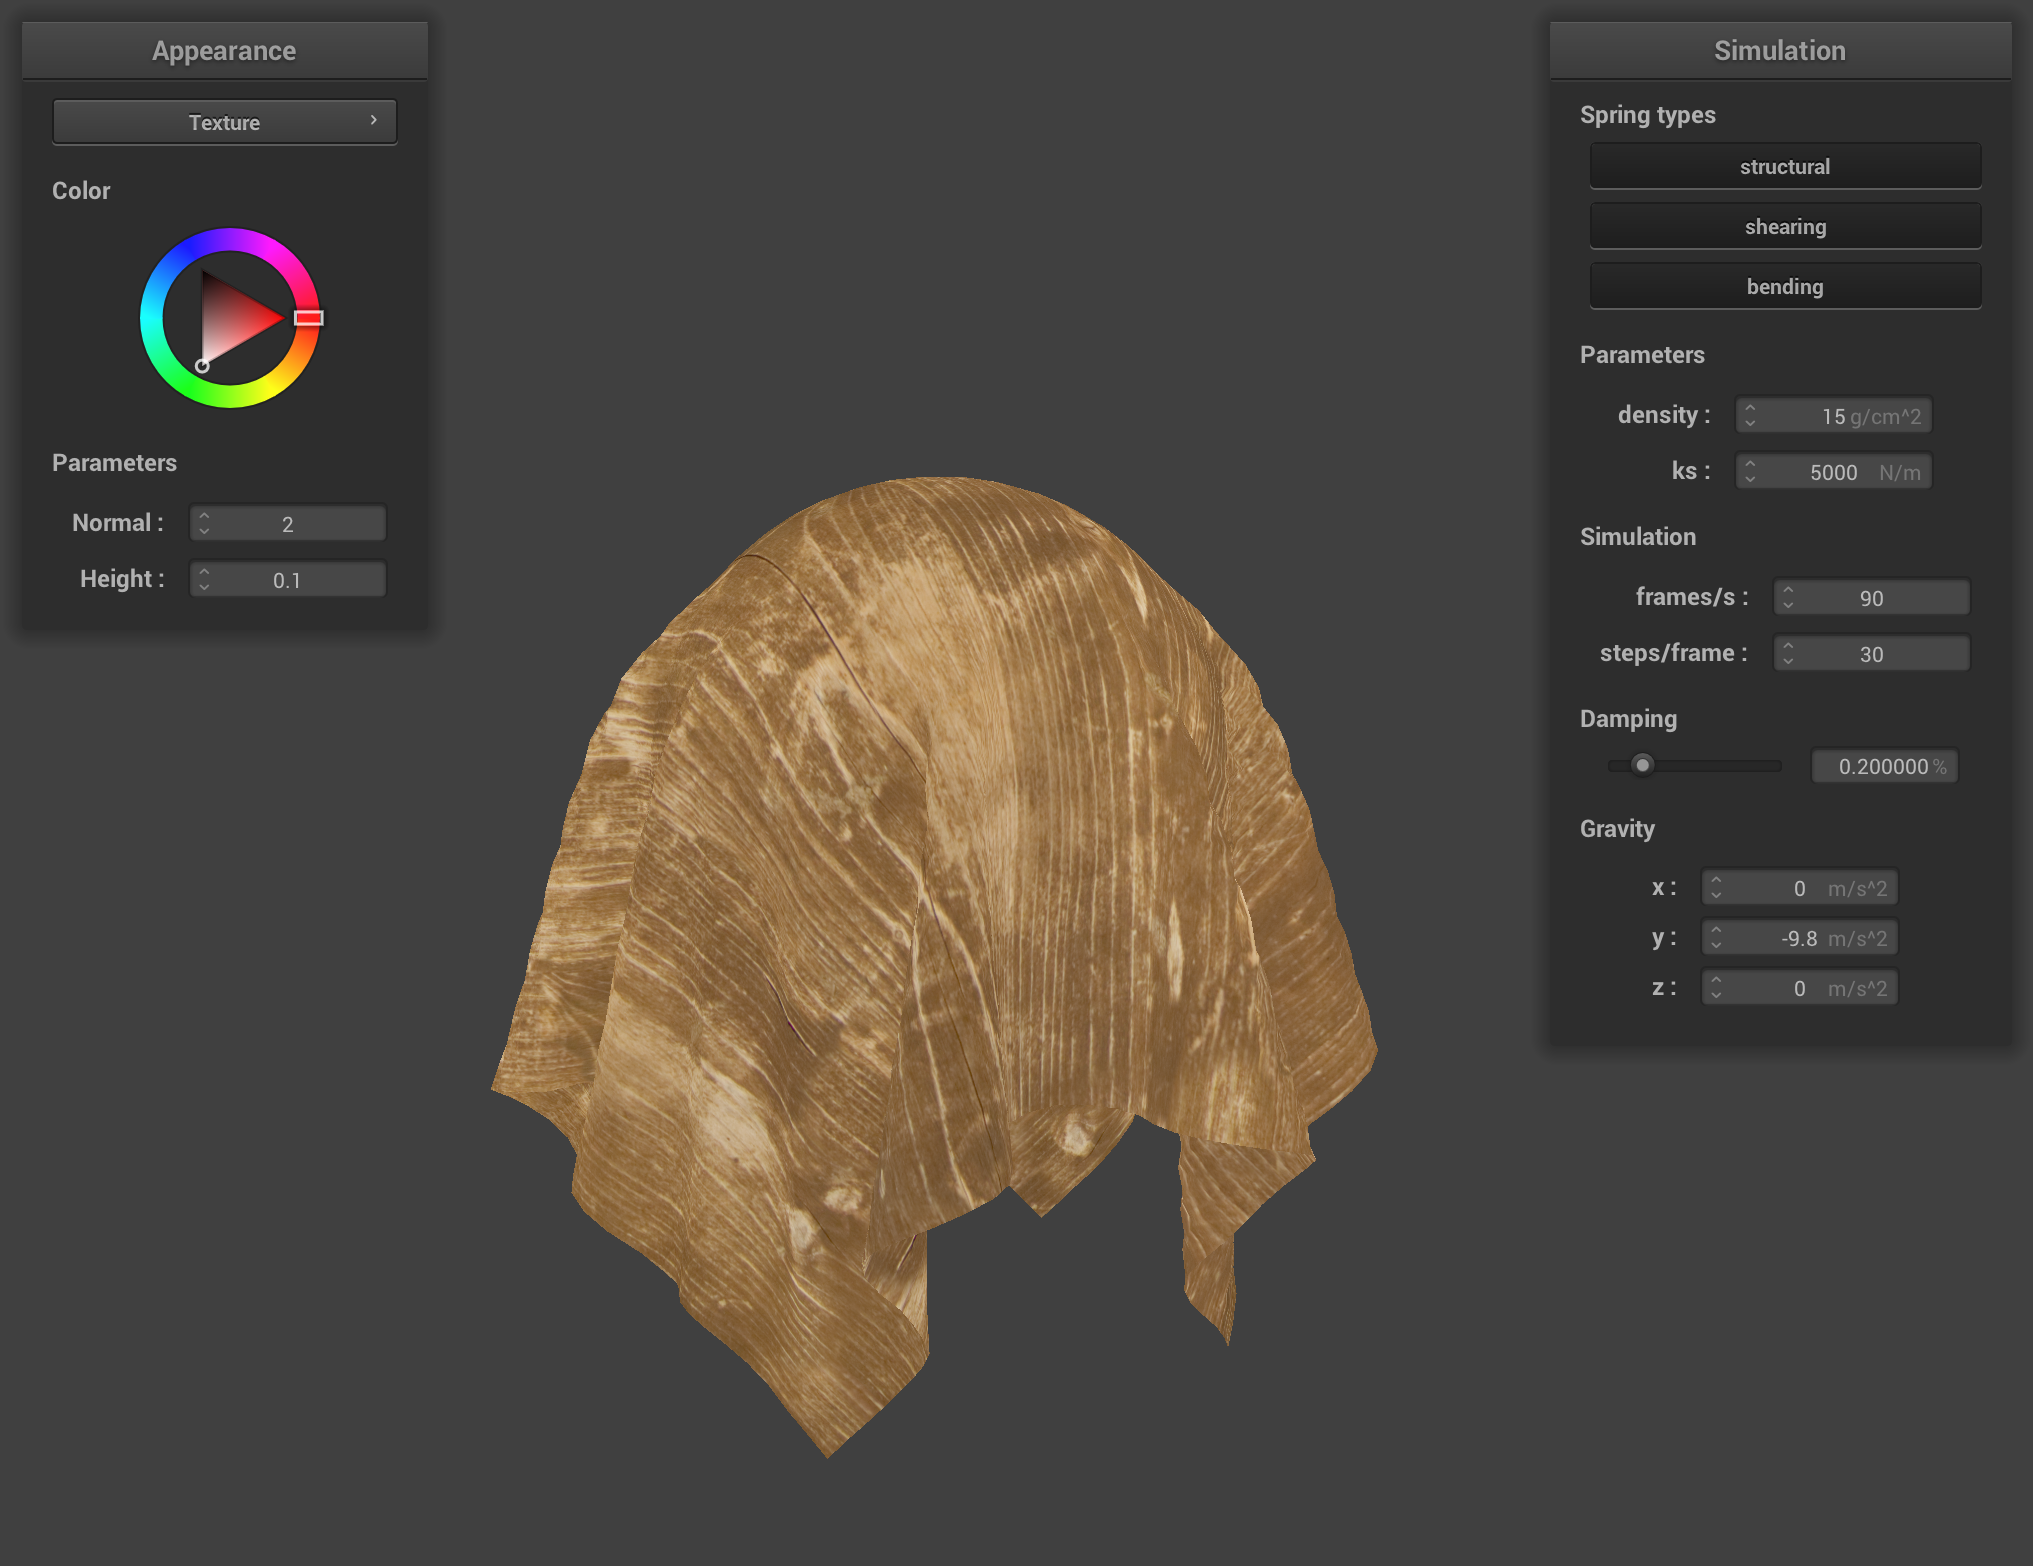 Appearance
Texture
Color
Parameters
Normal : 2
Height : 0.1
Simulation
Spring types
structural
shearing
bending
Parameters
density : 15 g/cm^2
ks : 5000 N/m
Simulation
frames/s : 90
steps/frame : 30
Damping
0.200000 %
Gravity
x : 0 m/s^2
y : -9.8 m/s^2
z : 0 m/s^2